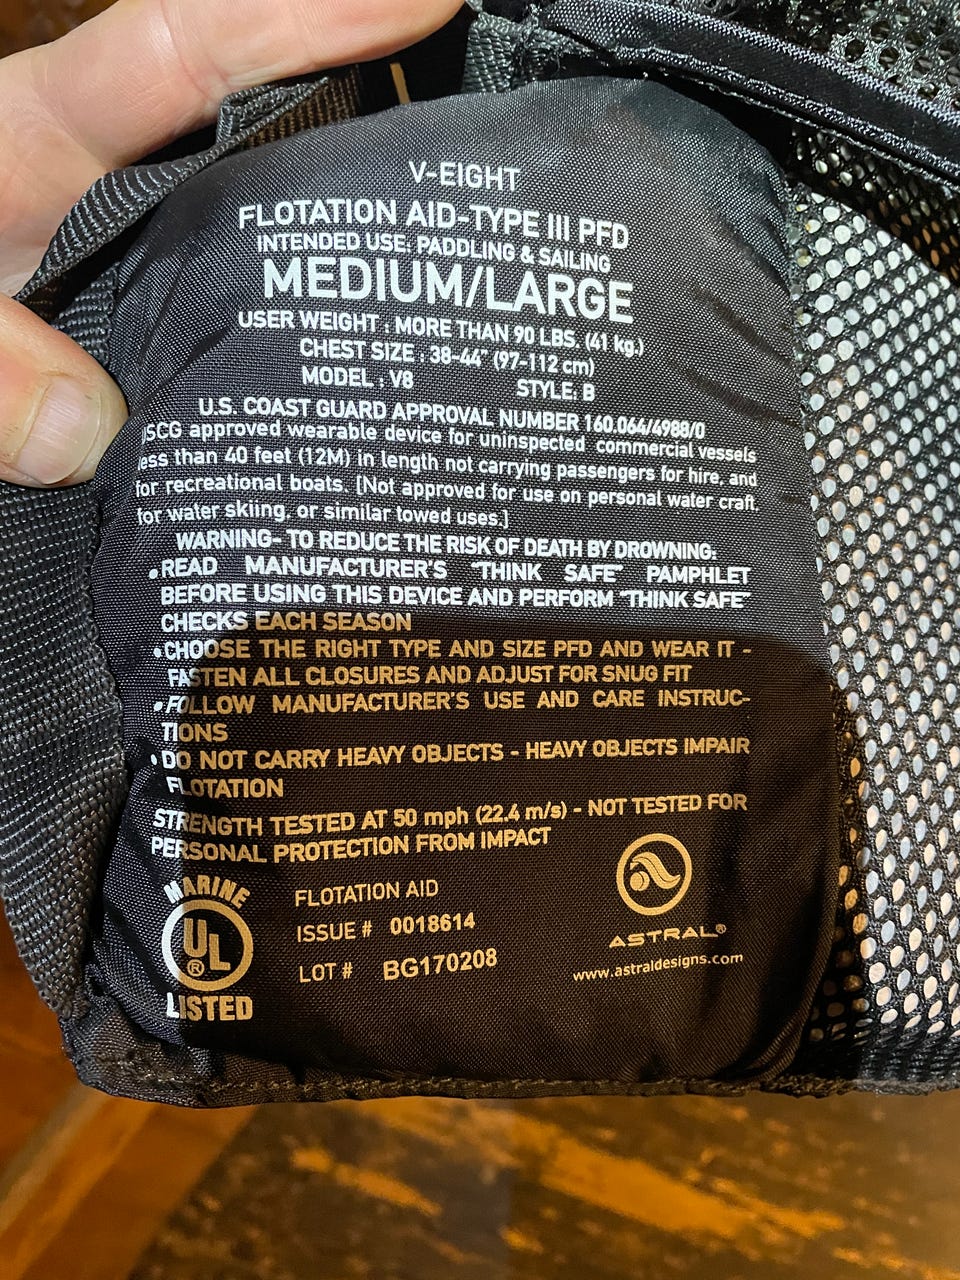 V-EIGHT
FLOTATION AID-TYPE III PFD
INTENDED USE: PADDLING & SAILING
MEDIUM/LARGE
USER WEIGHT : MORE THAN 90 LBS. (41 kg.)
CHEST SIZE : 38-44" (97-112 cm)
MODEL : V8 STYLE: B
U.S. COAST GUARD APPROVAL NUMBER 160.064/4988/0
USCG approved wearable device for uninspected commercial vessels
less than 40 feet (12M) in length not carrying passengers for hire, and
for recreational boats. [Not approved for use on personal water craft.
for water skiing, or similar towed uses.]
WARNING- TO REDUCE THE RISK OF DEATH BY DROWNING:
•READ MANUFACTURER'S "THINK SAFE" PAMPHLET
BEFORE USING THIS DEVICE AND PERFORM "THINK SAFE"
CHECKS EACH SEASON
•CHOOSE THE RIGHT TYPE AND SIZE PFD AND WEAR IT -
FASTEN ALL CLOSURES AND ADJUST FOR SNUG FIT
•FOLLOW MANUFACTURER'S USE AND CARE INSTRUC-
TIONS
•DO NOT CARRY HEAVY OBJECTS - HEAVY OBJECTS IMPAIR
FLOTATION
STRENGTH TESTED AT 50 mph (22.4 m/s) - NOT TESTED FOR
PERSONAL PROTECTION FROM IMPACT
MARINE
UL®
LISTED
FLOTATION AID
ISSUE # 0018614
LOT # BG170208
ASTRAL®
www.astraldesigns.com